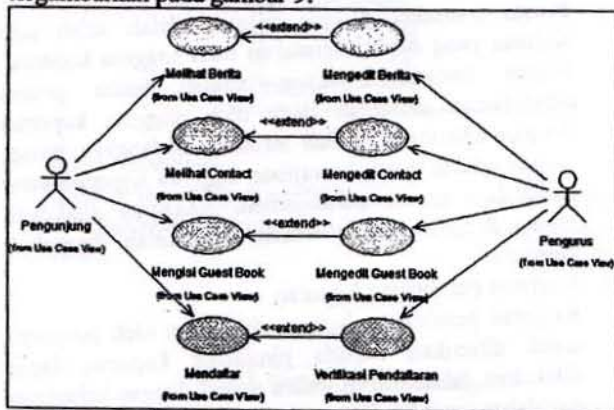 <<extend>>
Melihat Berita
(from Use Case View)
Mengedit Berita
(from Use Case View)
<<extend>>
Melihat Contact
(from Use Case View)
Mengedit Contact
(from Use Case View)
Pengunjung
(from Use Case View)
Pengurus
(from Use Case View)
<<extend>>
Mengisi Guest Book
(from Use Case View)
Mengedit Guest Book
(from Use Case View)
<<extend>>
Mendaftar
(from Use Case View)
Verifikasi Pendaftaran
(from Use Case View)